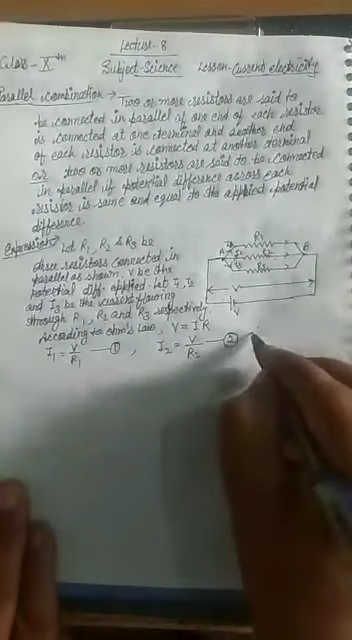 Lecture- 8
Class- X th Subject-Science Lesson-Current electricity
Parallel combination → Two or more resistors are said to
be connected in parallel if one end of each resistor
is connected at one terminal and another end
of each resistor is connected at another terminal
or two or more resistors are said to be connected
in parallel if potential difference across each
resistor is same and equal to the applied potential
difference.
Expression:- Let R1, R2 & R3 be
three resistors connected in
parallel as shown. V be the
potential diff. applied. Let I1, I2
and I3 be the current flowing
through R1, R2 and R3 respectively
According to ohm's law, V = IR
I1 = V/R1 —— ① , I2 = V/R2 —— ②
R1
A B
V
V